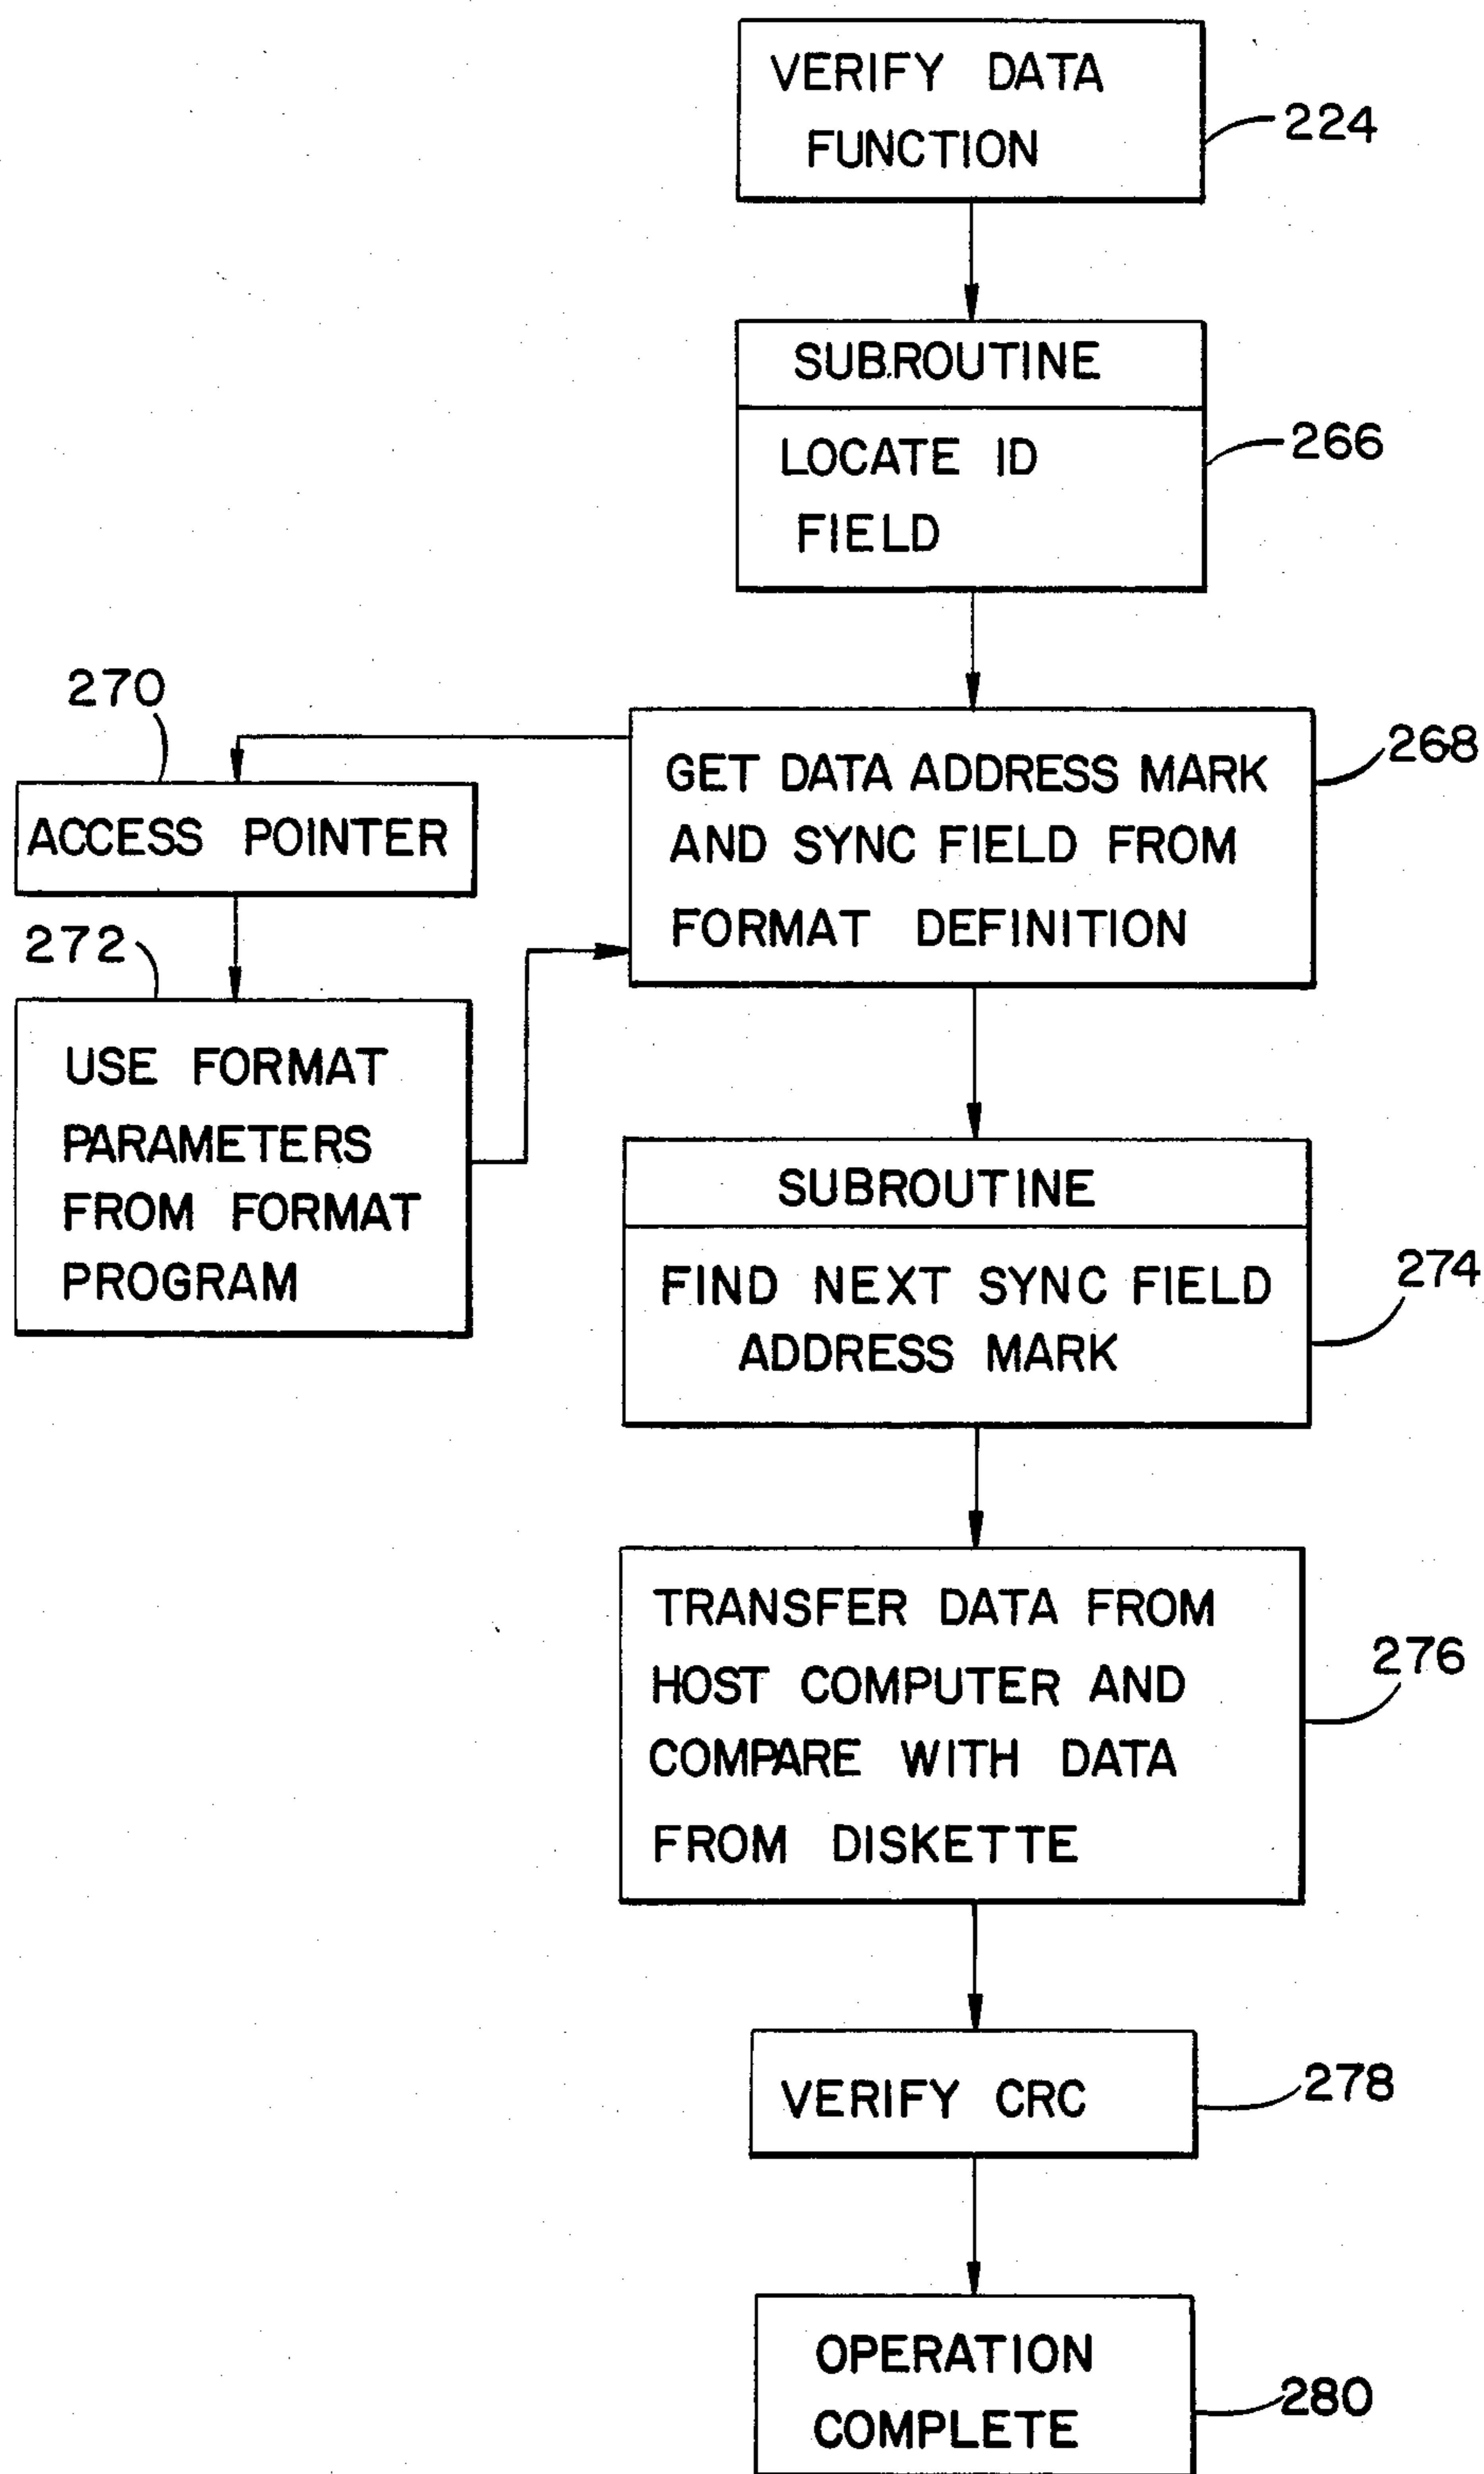 VERIFY DATA
FUNCTION
224
SUBROUTINE
LOCATE ID
FIELD
266
270
ACCESS POINTER
272
USE FORMAT
PARAMETERS
FROM FORMAT
PROGRAM
GET DATA ADDRESS MARK
AND SYNC FIELD FROM
FORMAT DEFINITION
268
SUBROUTINE
FIND NEXT SYNC FIELD
ADDRESS MARK
274
TRANSFER DATA FROM
HOST COMPUTER AND
COMPARE WITH DATA
FROM DISKETTE
276
VERIFY CRC
278
OPERATION
COMPLETE
280